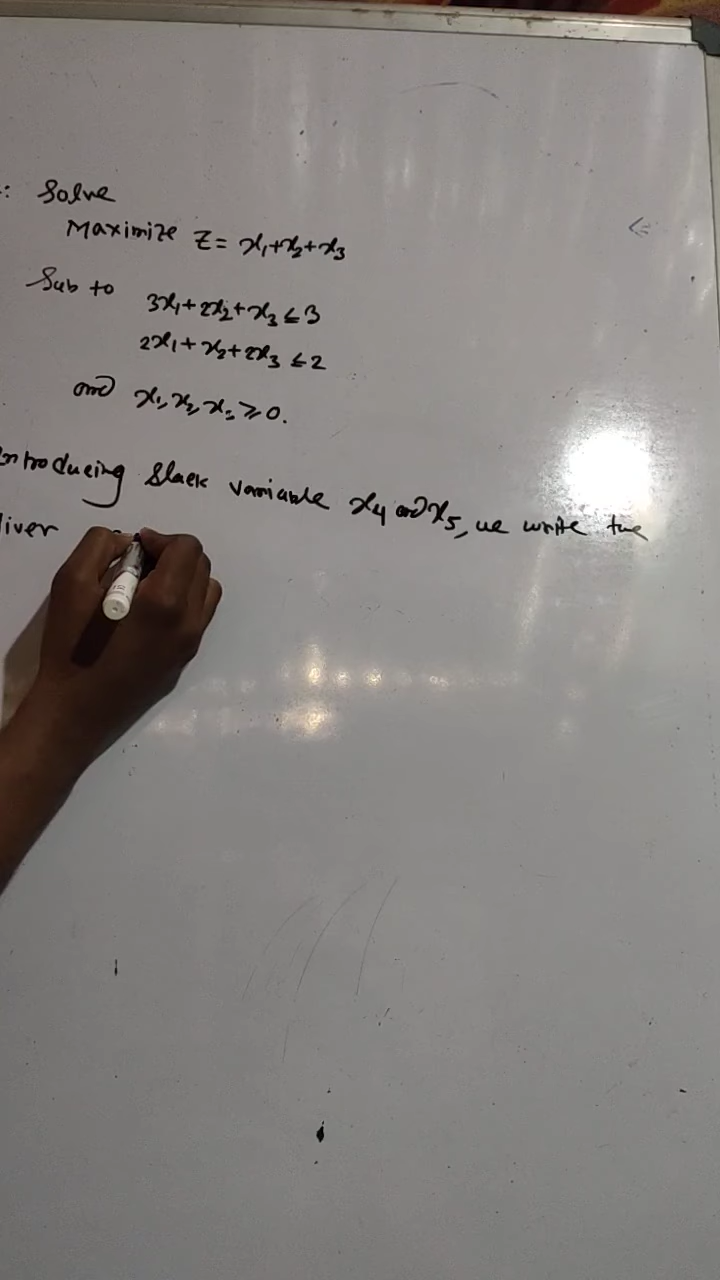 : Solve
Maximize Z = x₁+x₂+x₃
Sub to
3x₁+2x₂+x₃ ≤ 3
2x₁+x₂+2x₃ ≤ 2
and x₁, x₂, x₃ ≥ 0.
Introducing Slack variable x₄ and x₅, we write the
iver